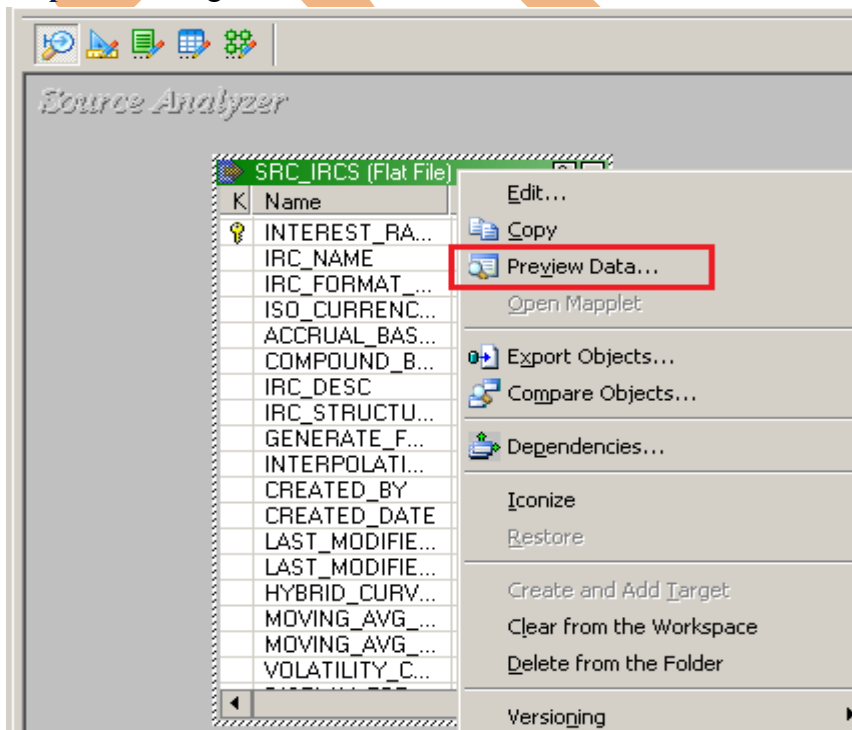 Source Analyzer
SRC_IRCS (Flat File)
K Name
INTEREST_RA...
IRC_NAME
IRC_FORMAT_...
ISO_CURRENC...
ACCRUAL_BAS...
COMPOUND_B...
IRC_DESC
IRC_STRUCTU...
GENERATE_F...
INTERPOLATI...
CREATED_BY
CREATED_DATE
LAST_MODIFIE...
LAST_MODIFIE...
HYBRID_CURV...
MOVING_AVG_...
MOVING_AVG_...
VOLATILITY_C...
Edit...
Copy
Preview Data...
Open Mapplet
Export Objects...
Compare Objects...
Dependencies...
Iconize
Restore
Create and Add Target
Clear from the Workspace
Delete from the Folder
Versioning